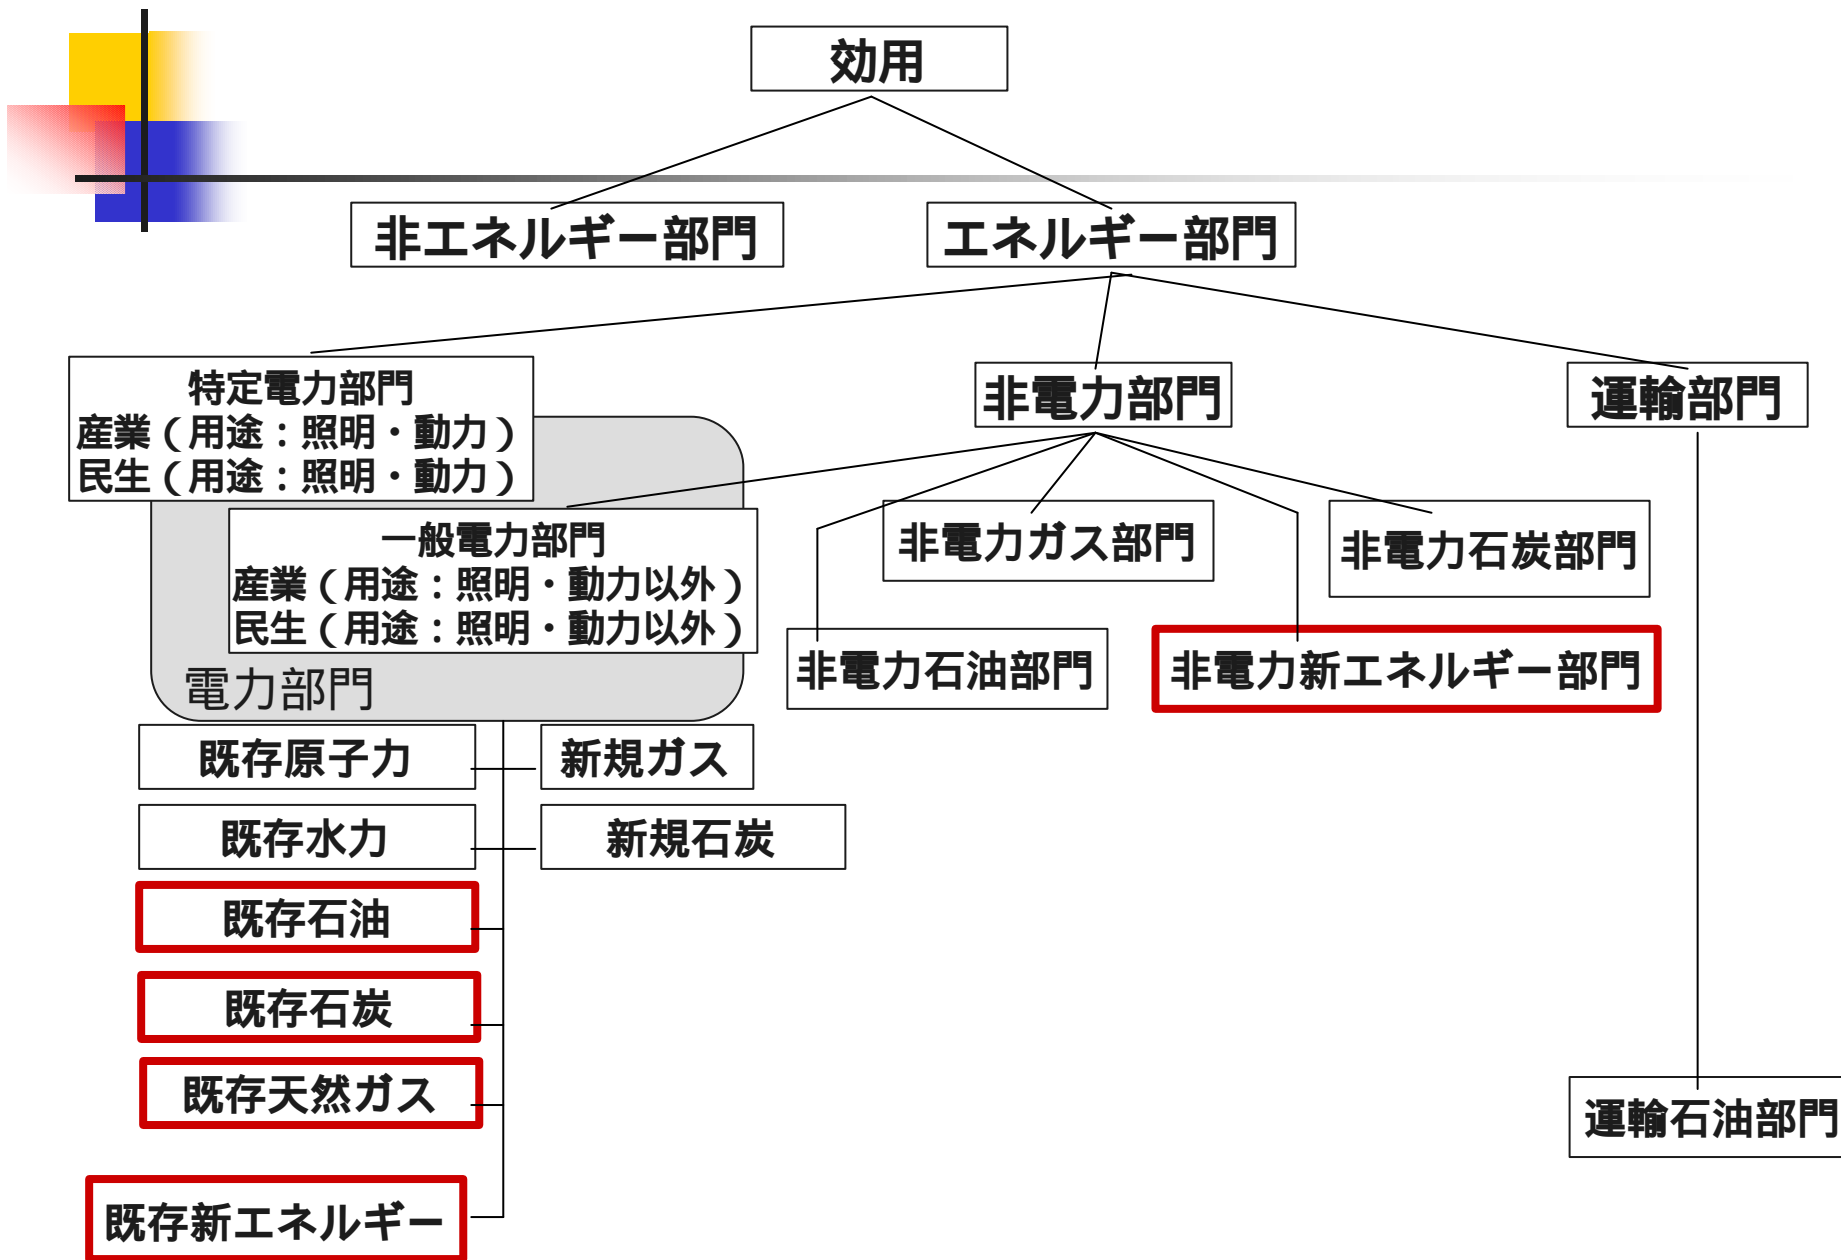 効用
非エネルギー部門
エネルギー部門
特定電力部門
産業(用途:照明・動力)
民生(用途:照明・動力)
非電力部門
運輸部門
一般電力部門
産業(用途:照明・動力以外)
民生(用途:照明・動力以外)
非電力ガス部門
非電力石炭部門
電力部門
非電力石油部門
非電力新エネルギー部門
既存原子力
新規ガス
既存水力
新規石炭
既存石油
既存石炭
既存天然ガス
運輸石油部門
既存新エネルギー